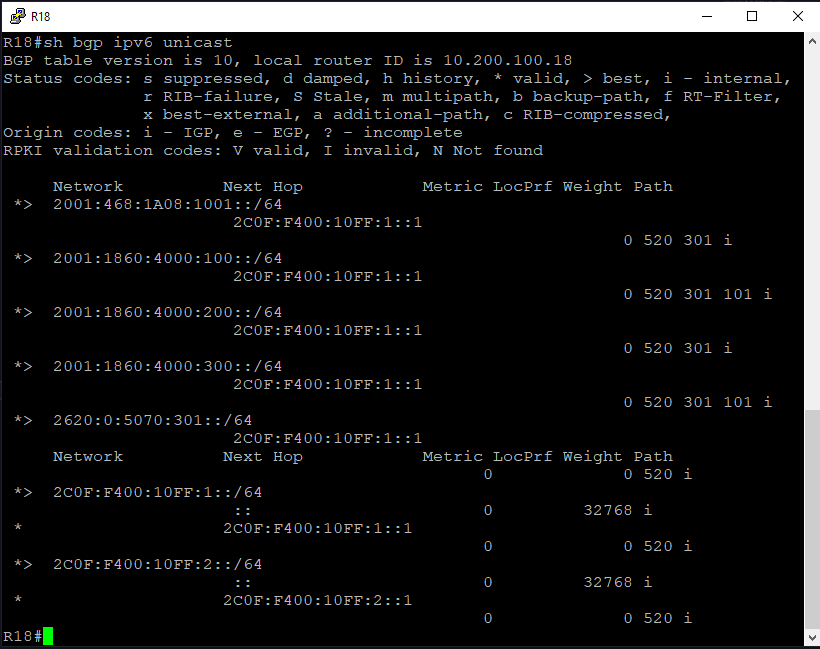 R18
R18#sh bgp ipv6 unicast
BGP table version is 10, local router ID is 10.200.100.18
Status codes: s suppressed, d damped, h history, * valid, > best, i - internal,
              r RIB-failure, S Stale, m multipath, b backup-path, f RT-Filter,
              x best-external, a additional-path, c RIB-compressed,
Origin codes: i - IGP, e - EGP, ? - incomplete
RPKI validation codes: V valid, I invalid, N Not found
     Network          Next Hop            Metric LocPrf Weight Path
 *>  2001:468:1A08:1001::/64
                       2C0F:F400:10FF:1::1
                                                              0 520 301 i
 *>  2001:1860:4000:100::/64
                       2C0F:F400:10FF:1::1
                                                              0 520 301 101 i
 *>  2001:1860:4000:200::/64
                       2C0F:F400:10FF:1::1
                                                              0 520 301 i
 *>  2001:1860:4000:300::/64
                       2C0F:F400:10FF:1::1
                                                              0 520 301 101 i
 *>  2620:0:5070:301::/64
                       2C0F:F400:10FF:1::1
     Network          Next Hop            Metric LocPrf Weight Path
                                                0             0 520 i
 *>  2C0F:F400:10FF:1::/64
                       ::                       0         32768 i
 *                    2C0F:F400:10FF:1::1
                                                0             0 520 i
 *>  2C0F:F400:10FF:2::/64
                       ::                       0         32768 i
 *                    2C0F:F400:10FF:2::1
                                                0             0 520 i
R18#